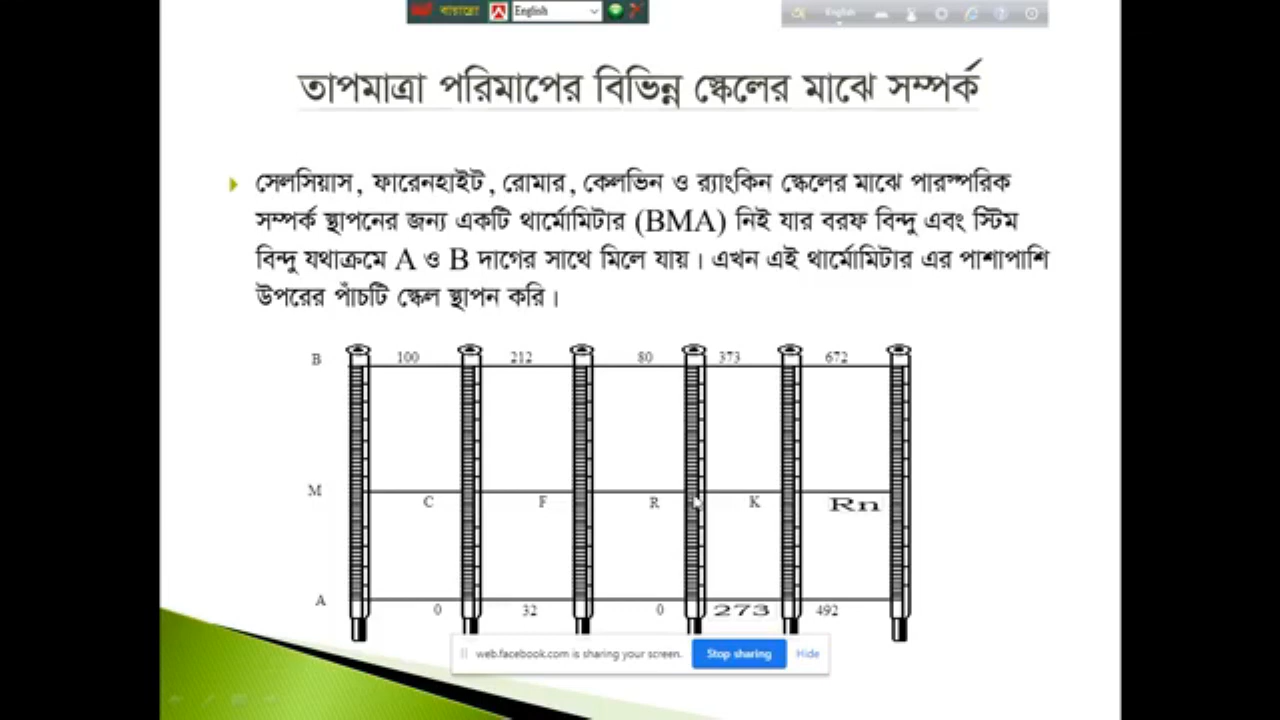 বায়ান্নো English
English
তাপমাত্রা পরিমাপের বিভিন্ন স্কেলের মাঝে সম্পর্ক
সেলসিয়াস, ফারেনহাইট, রোমার, কেলভিন ও র‍্যাংকিন স্কেলের মাঝে পারস্পরিক
সম্পর্ক স্থাপনের জন্য একটি থার্মোমিটার (BMA) নিই যার বরফ বিন্দু এবং স্টিম
বিন্দু যথাক্রমে A ও B দাগের সাথে মিলে যায়। এখন এই থার্মোমিটার এর পাশাপাশি
উপরের পাঁচটি স্কেল স্থাপন করি।
B 100 212 80 373 672
M C F R K Rn
A 0 32 0 273 492
web.facebook.com is sharing your screen. Stop sharing Hide